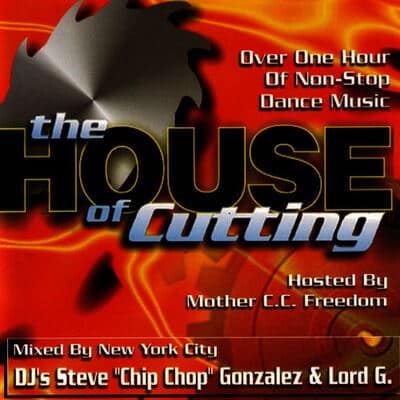 Over One Hour
Of Non-Stop
Dance Music
the
HOUSE
of Cutting
Hosted By
Mother C.C. Freedom
Mixed By New York City
DJ's Steve "Chip Chop" Gonzalez & Lord G.